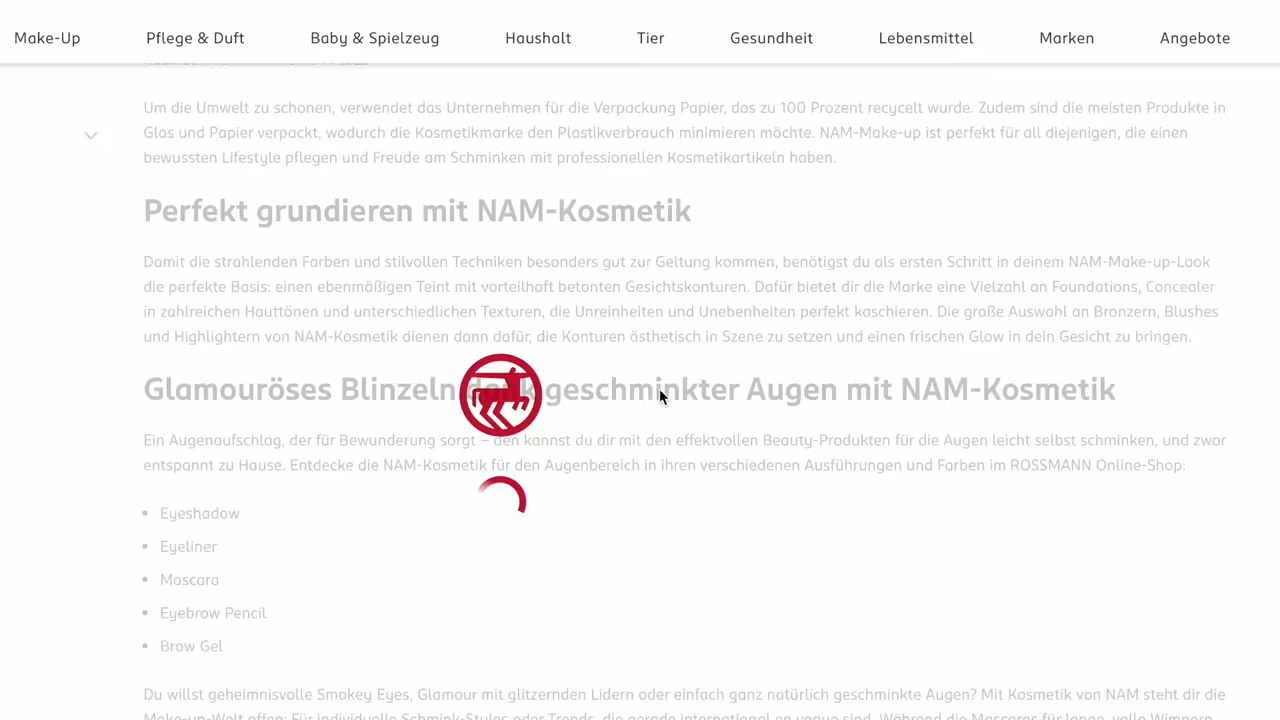 Make-Up Pflege & Duft Baby & Spielzeug Haushalt Tier Gesundheit Lebensmittel Marken Angebote
Um die Umwelt zu schonen, verwendet das Unternehmen für die Verpackung Papier, das zu 100 Prozent recycelt wurde. Zudem sind die meisten Produkte in
Glas und Papier verpackt, wodurch die Kosmetikmarke den Plastikverbrauch minimieren möchte. NAM-Make-up ist perfekt für all diejenigen, die einen
bewussten Lifestyle pflegen und Freude am Schminken mit professionellen Kosmetikartikeln haben.
Perfekt grundieren mit NAM-Kosmetik
Damit die strahlenden Farben und stilvollen Techniken besonders gut zur Geltung kommen, benötigst du als ersten Schritt in deinem NAM-Make-up-Look
die perfekte Basis: einen ebenmäßigen Teint mit vorteilhaft betonten Gesichtskonturen. Dafür bietet dir die Marke eine Vielzahl an Foundations, Concealer
in zahlreichen Hauttönen und unterschiedlichen Texturen, die Unreinheiten und Unebenheiten perfekt kaschieren. Die große Auswahl an Bronzern, Blushes
und Highlightern von NAM-Kosmetik dienen dann dafür, die Konturen ästhetisch in Szene zu setzen und einen frischen Glow in dein Gesicht zu bringen.
Glamouröses Blinzeln geschminkter Augen mit NAM-Kosmetik
Ein Augenaufschlag, der für Bewunderung sorgt – den kannst du dir mit den effektvollen Beauty-Produkten für die Augen leicht selbst schminken, und zwar
entspannt zu Hause. Entdecke die NAM-Kosmetik für den Augenbereich in ihren verschiedenen Ausführungen und Farben im ROSSMANN Online-Shop:
• Eyeshadow
• Eyeliner
• Mascara
• Eyebrow Pencil
• Brow Gel
Du willst geheimnisvolle Smokey Eyes, Glamour mit glitzernden Lidern oder einfach ganz natürlich geschminkte Augen? Mit Kosmetik von NAM steht dir die
Make-up-Welt offen: Für individuelle Schmink-Styles oder Trends, die gerade international en vogue sind. Während die Mascaras für lange, volle Wimpern